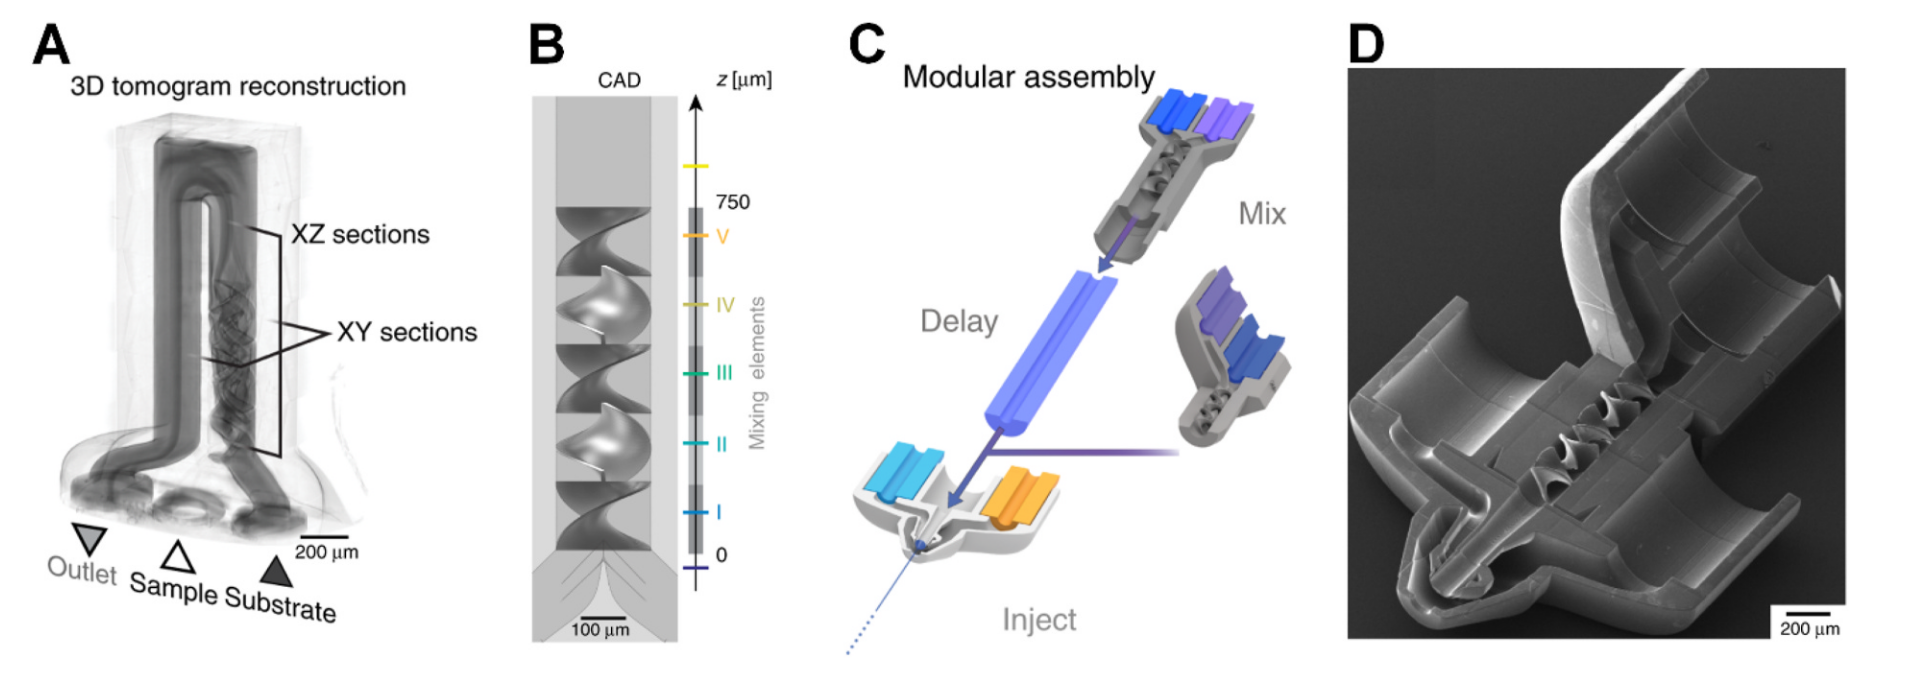 A
3D tomogram reconstruction
XZ sections
XY sections
200 µm
Outlet
Sample
Substrate
B
CAD
z [µm]
750
V
IV
III
II
I
0
Mixing elements
100 µm
C
Modular assembly
Mix
Delay
Inject
D
200 µm